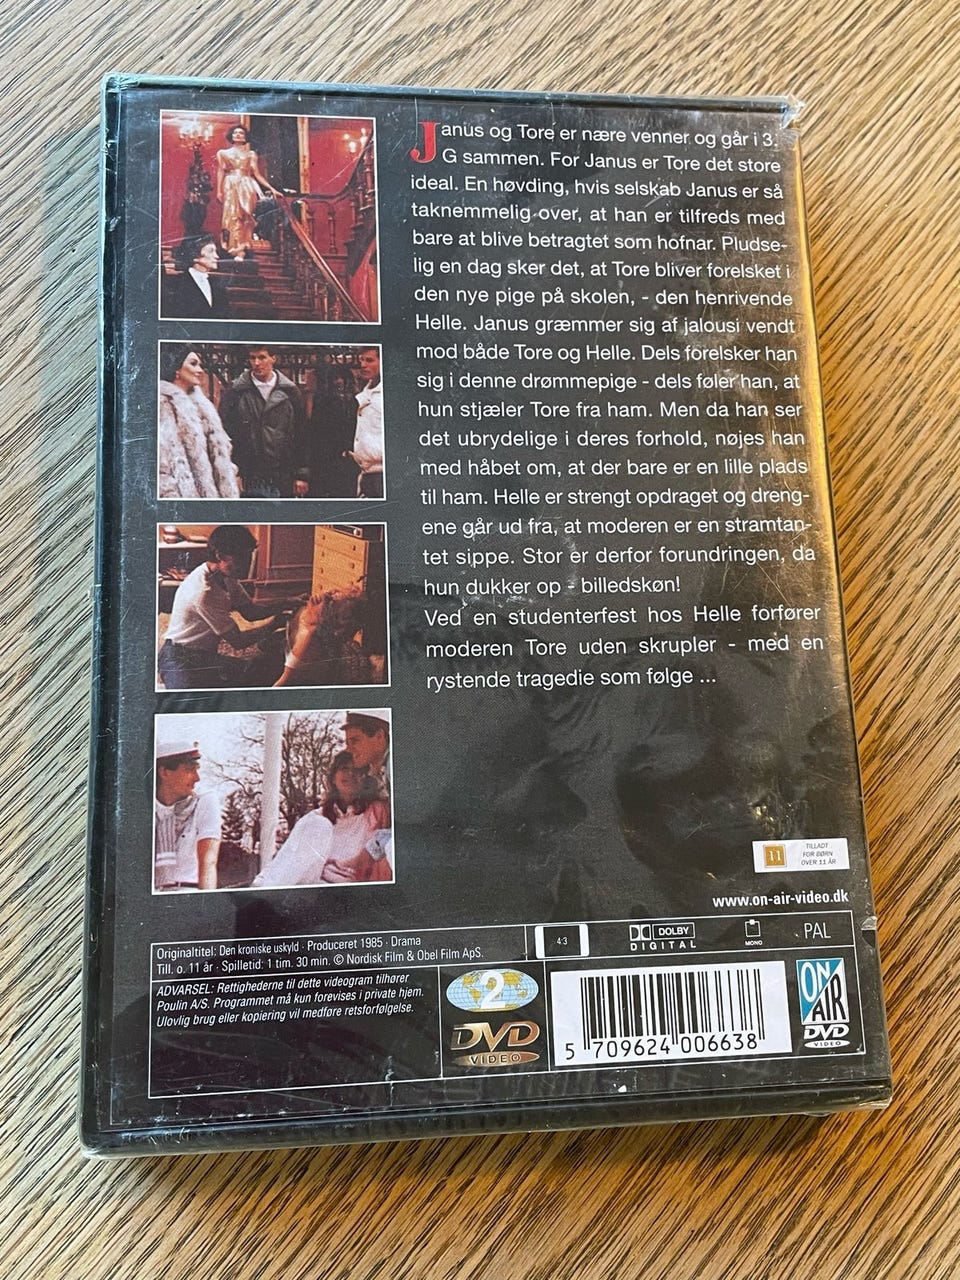 Janus og Tore er nære venner og går i 3.
G sammen. For Janus er Tore det store
ideal. En høvding, hvis selskab Janus er så
taknemmelig over, at han er tilfreds med
bare at blive betragtet som hofnar. Pludse-
lig en dag sker det, at Tore bliver forelsket i
den nye pige på skolen, - den henrivende
Helle. Janus græmmer sig af jalousi vendt
mod både Tore og Helle. Dels forelsker han
sig i denne drømmepige - dels føler han, at
hun stjæler Tore fra ham. Men da han ser
det ubrydelige i deres forhold, nøjes han
med håbet om, at der bare er en lille plads
til ham. Helle er strengt opdraget og dreng-
ene går ud fra, at moderen er en stramtan-
tet sippe. Stor er derfor forundringen, da
hun dukker op - billedskøn!
Ved en studenterfest hos Helle forfører
moderen Tore uden skrupler - med en
rystende tragedie som følge ...
11
TILLADT
FOR BØRN
OVER 11 ÅR
www.on-air-video.dk
Originaltitel: Den kroniske uskyld · Produceret 1985 · Drama
Till. o. 11 år · Spilletid: 1 tim. 30 min. © Nordisk Film & Obel Film ApS.
4:3
DOLBY
DIGITAL
MONO
PAL
ADVARSEL: Rettighederne til dette videogram tilhører
Poulin A/S. Programmet må kun forevises i private hjem.
Ulovlig brug eller kopiering vil medføre retsforfølgelse.
2
DVD
VIDEO
5 709624 006638
ON
AIR
DVD
VIDEO